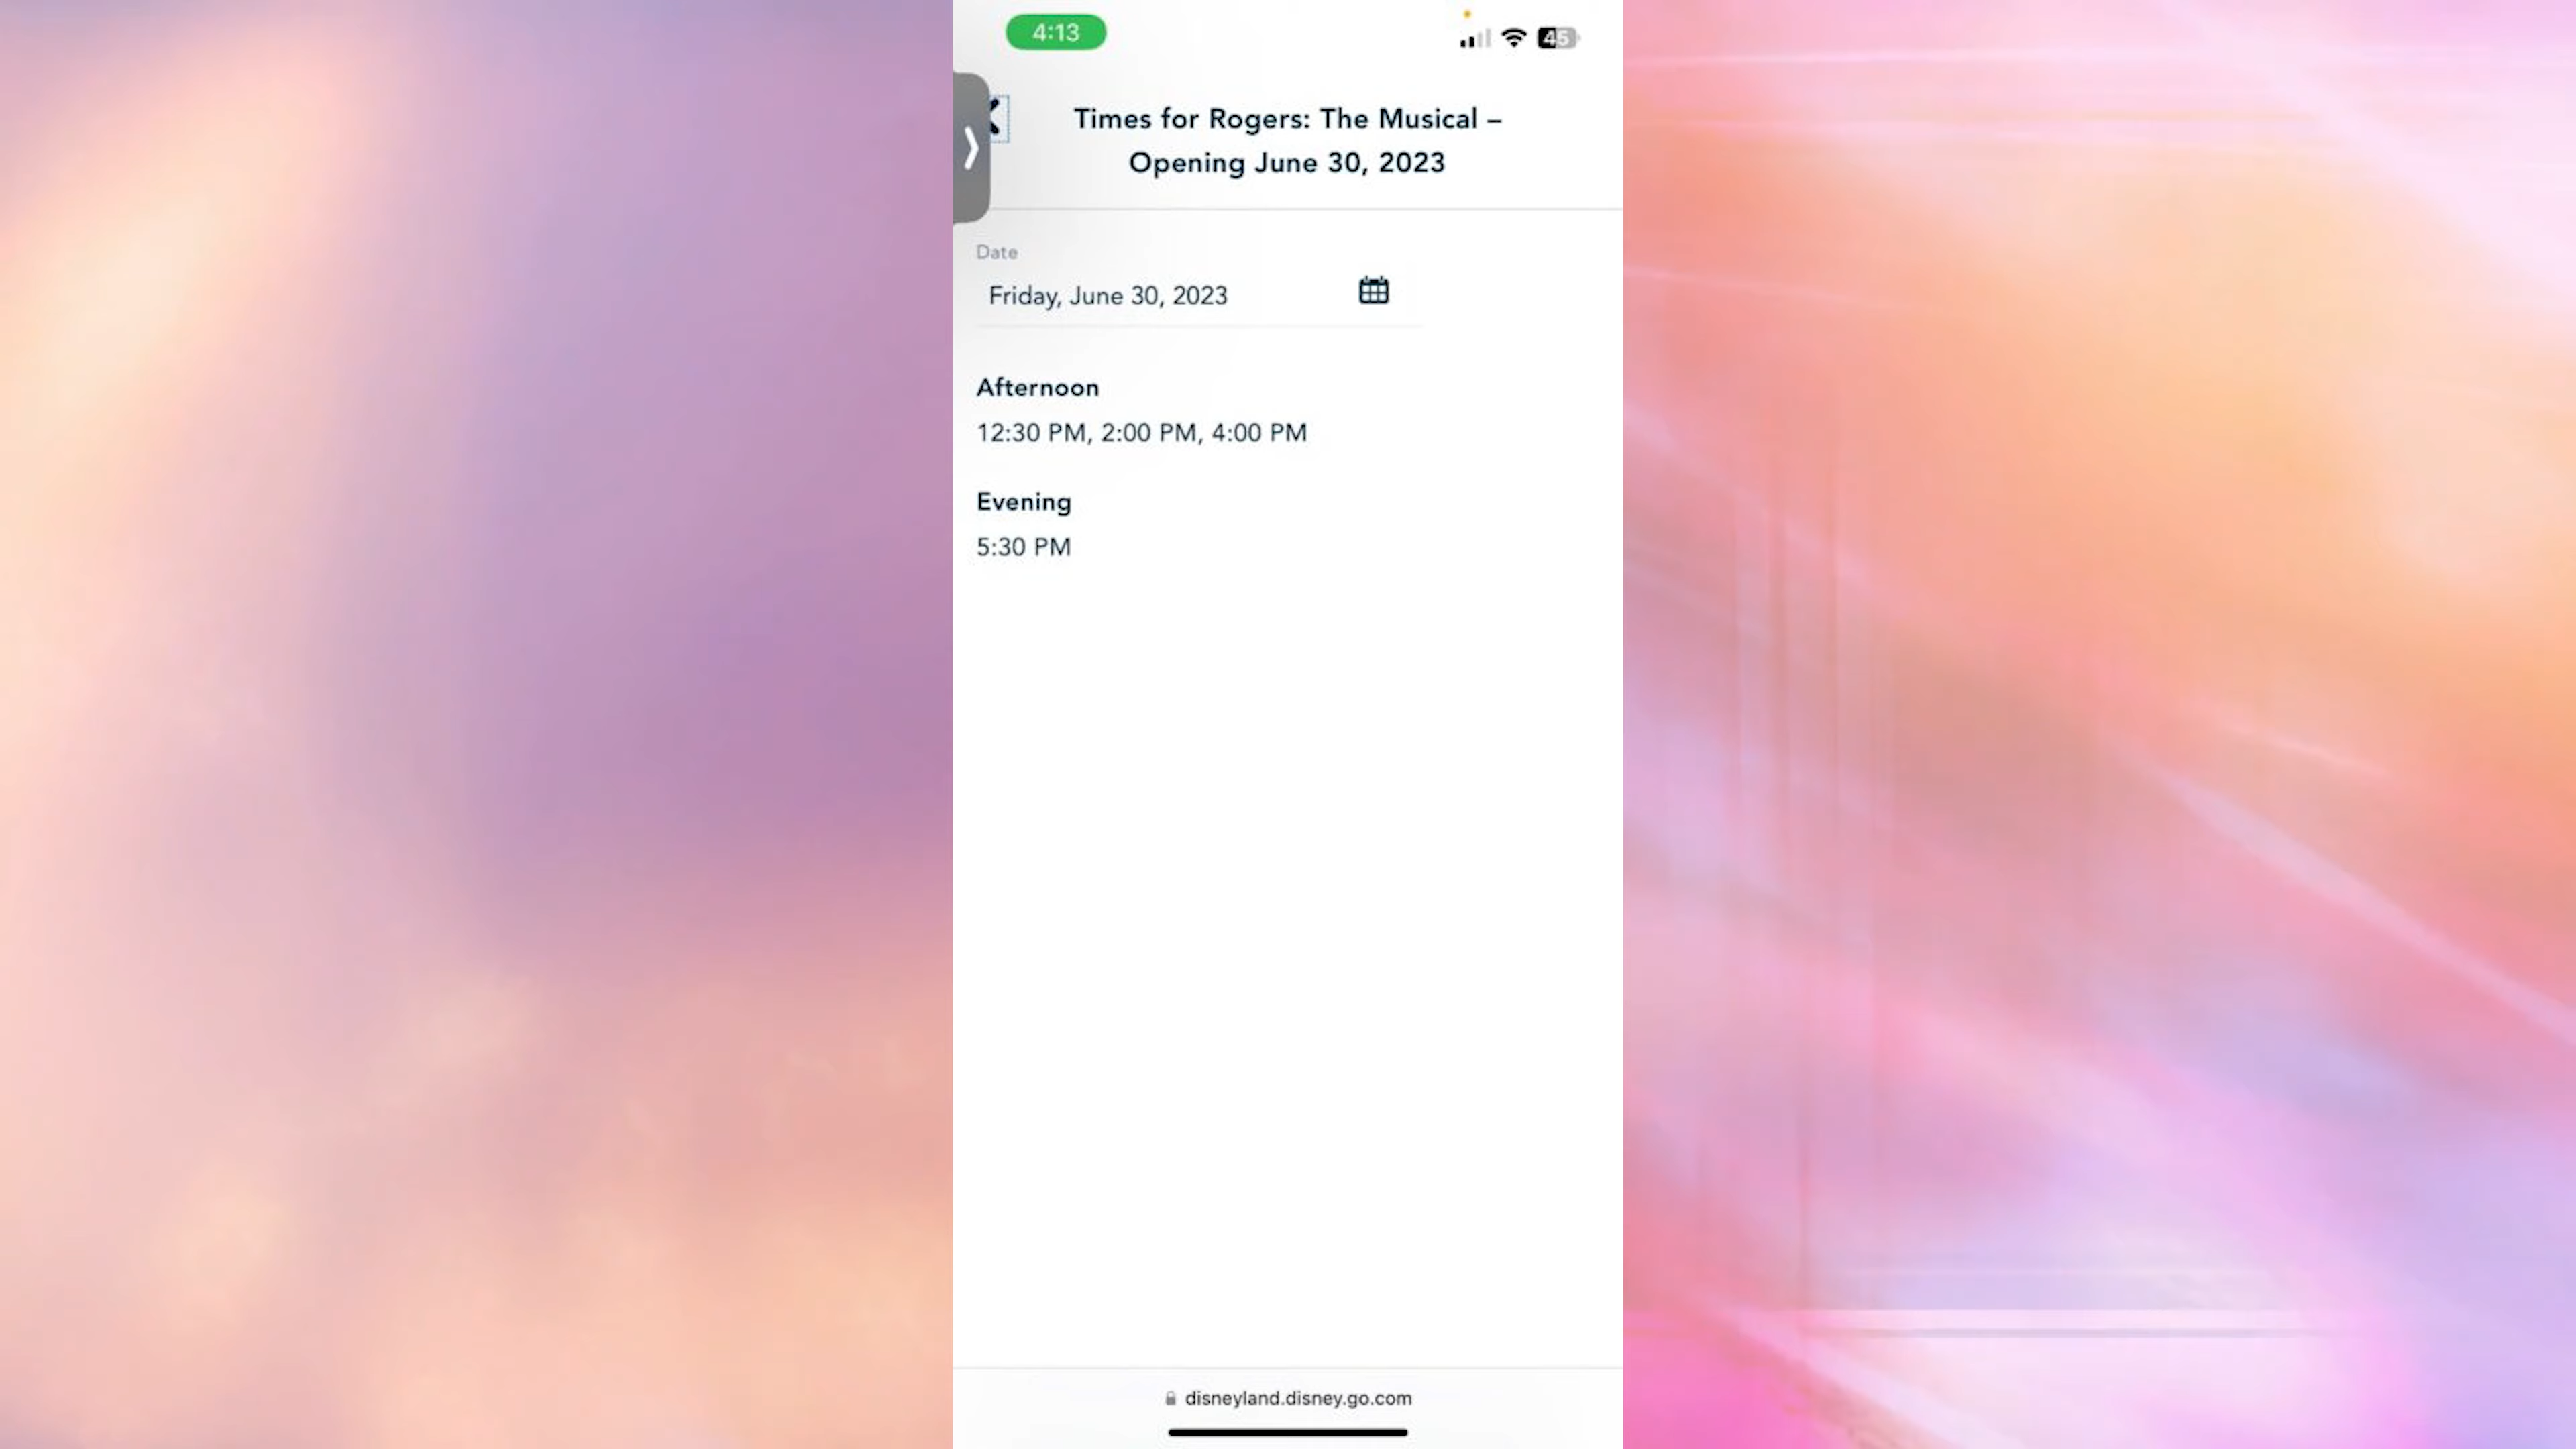 4:13
45
Times for Rogers: The Musical –
Opening June 30, 2023
Date
Friday, June 30, 2023
Afternoon
12:30 PM, 2:00 PM, 4:00 PM
Evening
5:30 PM
disneyland.disney.go.com